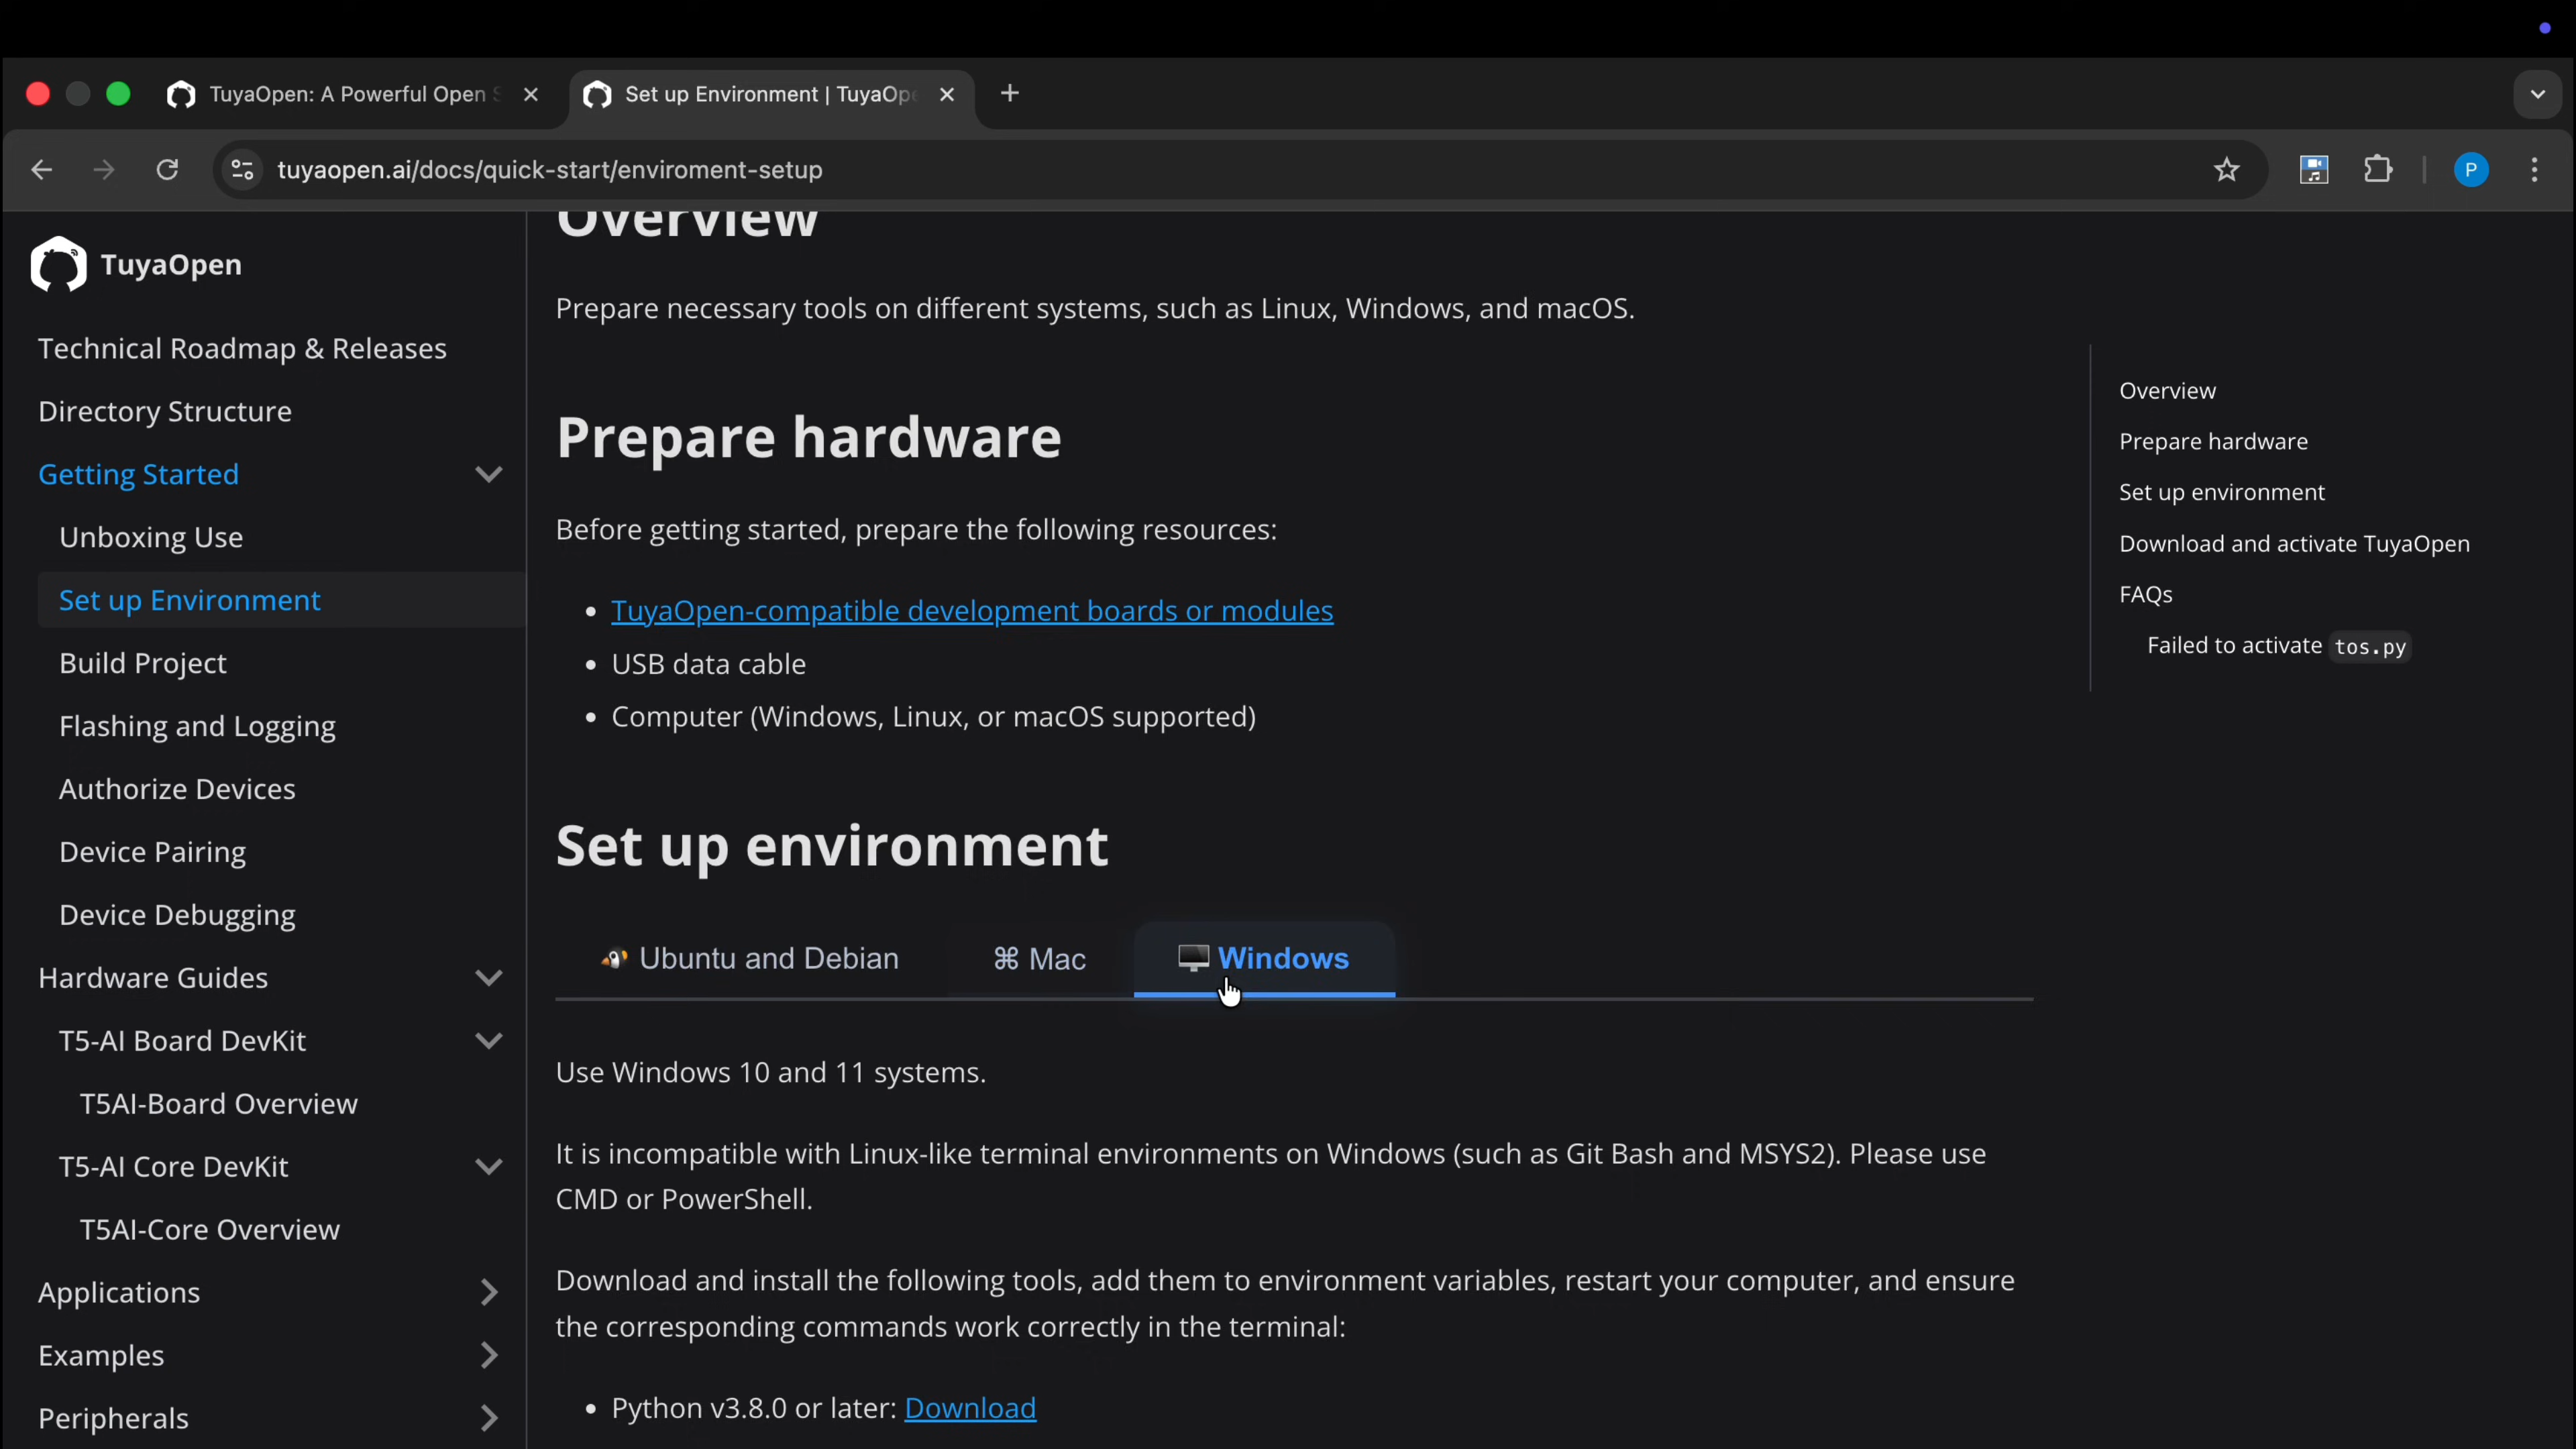 TuyaOpen: A Powerful Open S
Set up Environment | TuyaOpe
tuyaopen.ai/docs/quick-start/enviroment-setup
P
TuyaOpen
Technical Roadmap & Releases
Directory Structure
Getting Started
Unboxing Use
Set up Environment
Build Project
Flashing and Logging
Authorize Devices
Device Pairing
Device Debugging
Hardware Guides
T5-AI Board DevKit
T5AI-Board Overview
T5-AI Core DevKit
T5AI-Core Overview
Applications
Examples
Peripherals
Overview
Prepare necessary tools on different systems, such as Linux, Windows, and macOS.
Prepare hardware
Before getting started, prepare the following resources:
• TuyaOpen-compatible development boards or modules
• USB data cable
• Computer (Windows, Linux, or macOS supported)
Set up environment
Ubuntu and Debian
⌘ Mac
Windows
Use Windows 10 and 11 systems.
It is incompatible with Linux-like terminal environments on Windows (such as Git Bash and MSYS2). Please use
CMD or PowerShell.
Download and install the following tools, add them to environment variables, restart your computer, and ensure
the corresponding commands work correctly in the terminal:
• Python v3.8.0 or later: Download
Overview
Prepare hardware
Set up environment
Download and activate TuyaOpen
FAQs
Failed to activate tos.py